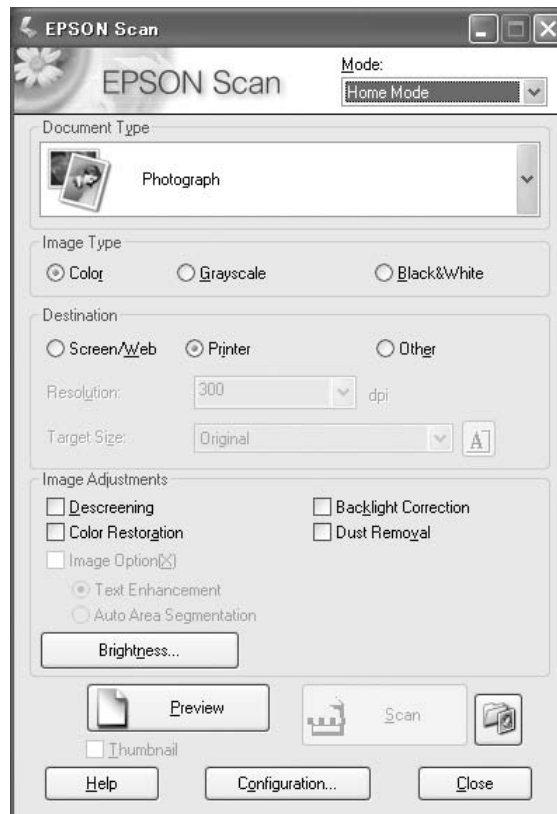 EPSON Scan
EPSON Scan
Mode:
Home Mode
Document Type
Photograph
Image Type
Color Grayscale Black&White
Destination
Screen/Web Printer Other
Resolution: 300 dpi
Target Size: Original A
Image Adjustments
Descreening Backlight Correction
Color Restoration Dust Removal
Image Option(X)
Text Enhancement
Auto Area Segmentation
Brightness...
Preview Scan
Thumbnail
Help Configuration... Close